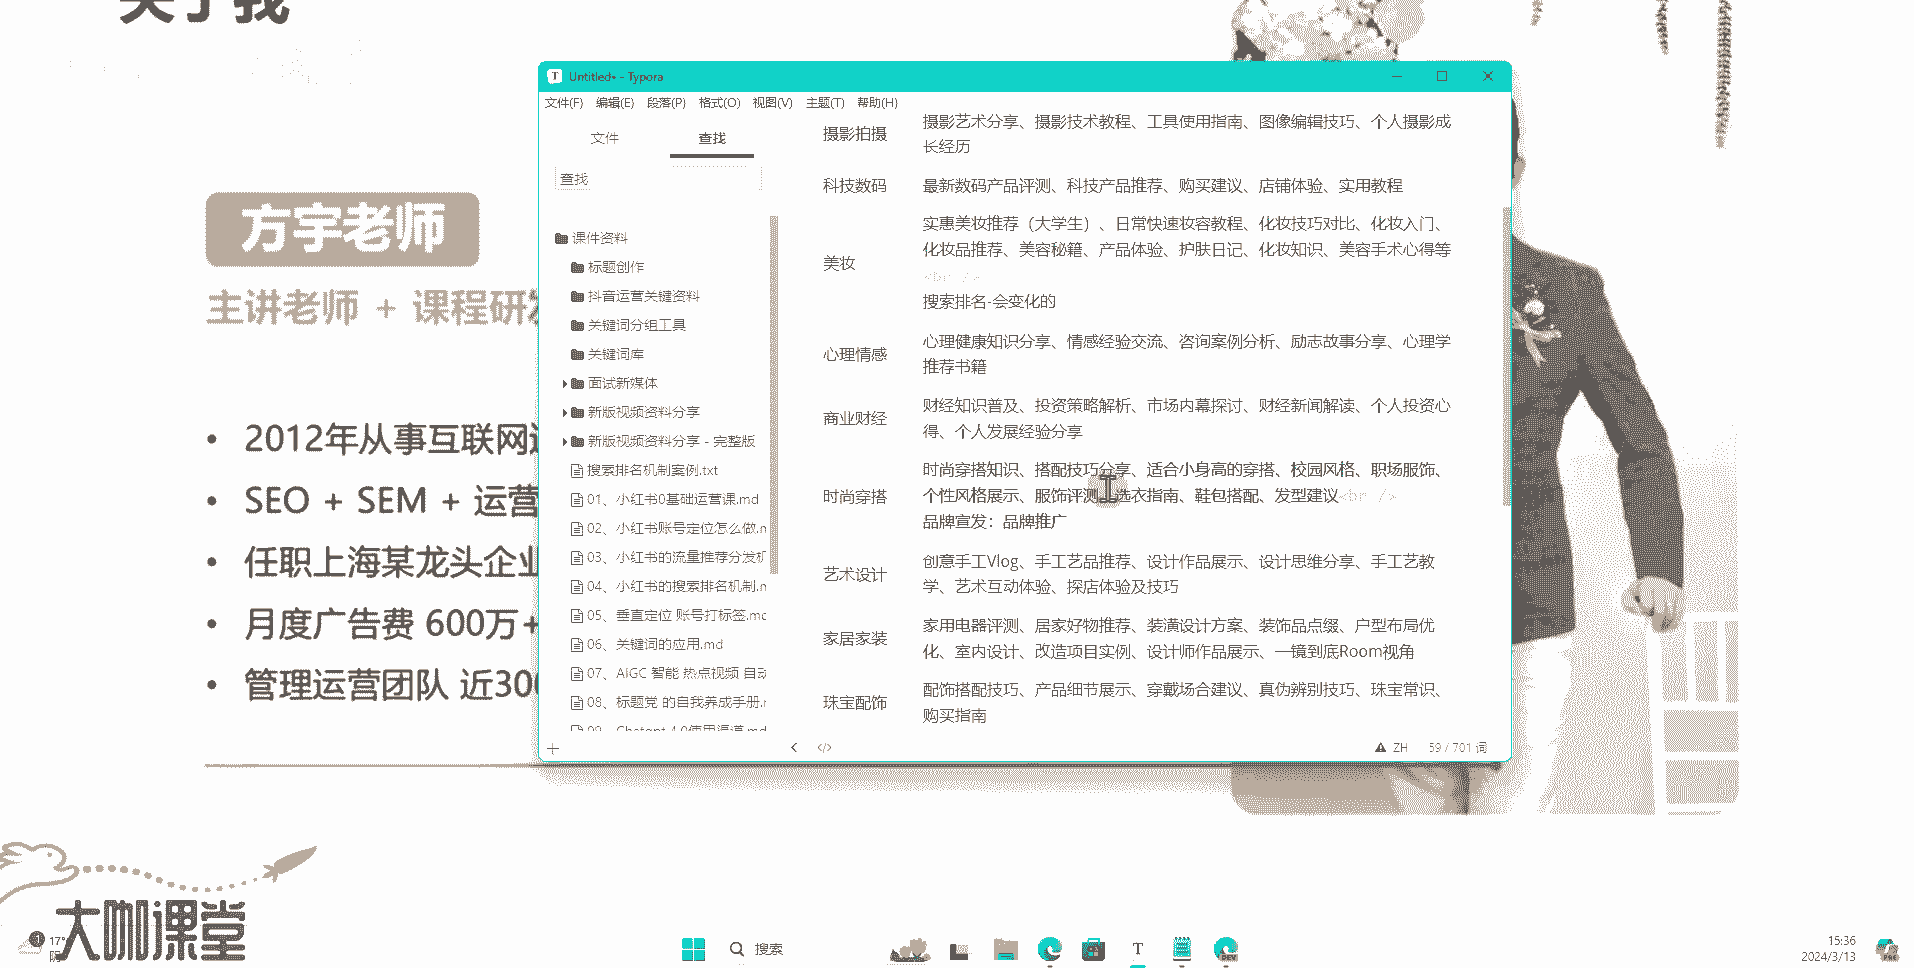 关于我
方宇老师
主讲老师 + 课程研
2012年从事互联网
SEO + SEM + 运营
任职上海某龙头企业
月度广告费 600万+
管理运营团队 近30
Untitled• - Typora
文件(F) 编辑(E) 段落(P) 格式(O) 视图(V) 主题(T) 帮助(H)
文件 查找
查找
课件资料
标题创作
抖音运营关键资料
关键词分组工具
关键词库
面试新媒体
新版视频资料分享
新版视频资料分享 - 完整版
搜索排名机制案例.txt
01、小红书0基础运营课.md
02、小红书账号定位怎么做.m
03、小红书的流量推荐分发机
04、小红书的搜索排名机制.m
05、垂直定位 账号打标签.md
06、关键词的应用.md
07、AIGC 智能 热点视频 自动
08、标题党 的自我养成手册.m
09、Chatgpt 4.0使用渠道.md
摄影拍摄
摄影艺术分享、摄影技术教程、工具使用指南、图像编辑技巧、个人摄影成
长经历
科技数码
最新数码产品评测、科技产品推荐、购买建议、店铺体验、实用教程
美妆
实惠美妆推荐（大学生）、日常快速妆容教程、化妆技巧对比、化妆入门、
化妆品推荐、美容秘籍、产品体验、护肤日记、化妆知识、美容手术心得等
<br />
搜索排名-会变化的
心理情感
心理健康知识分享、情感经验交流、咨询案例分析、励志故事分享、心理学
推荐书籍
商业财经
财经知识普及、投资策略解析、市场内幕探讨、财经新闻解读、个人投资心
得、个人发展经验分享
时尚穿搭
时尚穿搭知识、搭配技巧分享、适合小身高的穿搭、校园风格、职场服饰、
个性风格展示、服饰评测、选衣指南、鞋包搭配、发型建议<br />
品牌宣发：品牌推广
艺术设计
创意手工Vlog、手工艺品推荐、设计作品展示、设计思维分享、手工艺教
学、艺术互动体验、探店体验及技巧
家居家装
家用电器评测、居家好物推荐、装潢设计方案、装饰品点缀、户型布局优
化、室内设计、改造项目实例、设计师作品展示、一镜到底Room视角
珠宝配饰
配饰搭配技巧、产品细节展示、穿戴场合建议、真伪辨别技巧、珠宝常识、
购买指南
ZH 59 / 701 词
大咖课堂
1
17°
阴
搜索
T
DEV
15:36
2024/3/13
PRE